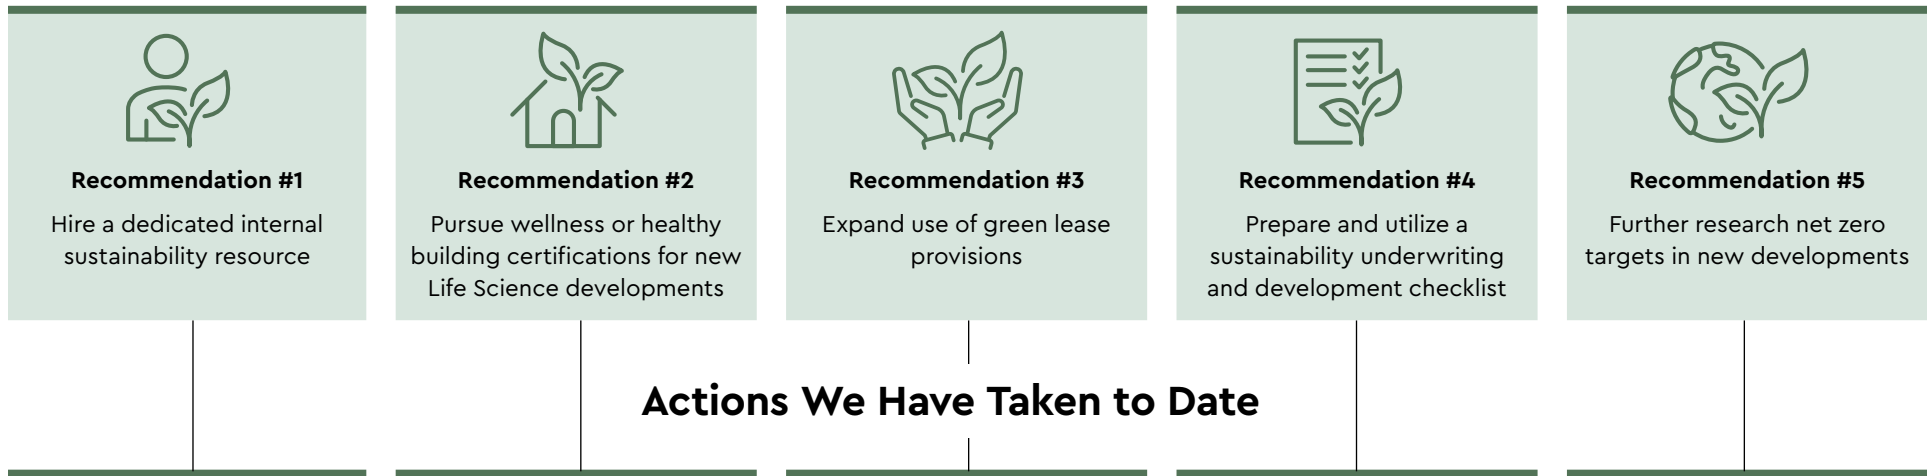 Recommendation #1
Hire a dedicated internal
sustainability resource
Recommendation #2
Pursue wellness or healthy
building certifications for new
Life Science developments
Recommendation #3
Expand use of green lease
provisions
Recommendation #4
Prepare and utilize a
sustainability underwriting
and development checklist
Recommendation #5
Further research net zero
targets in new developments
Actions We Have Taken to Date